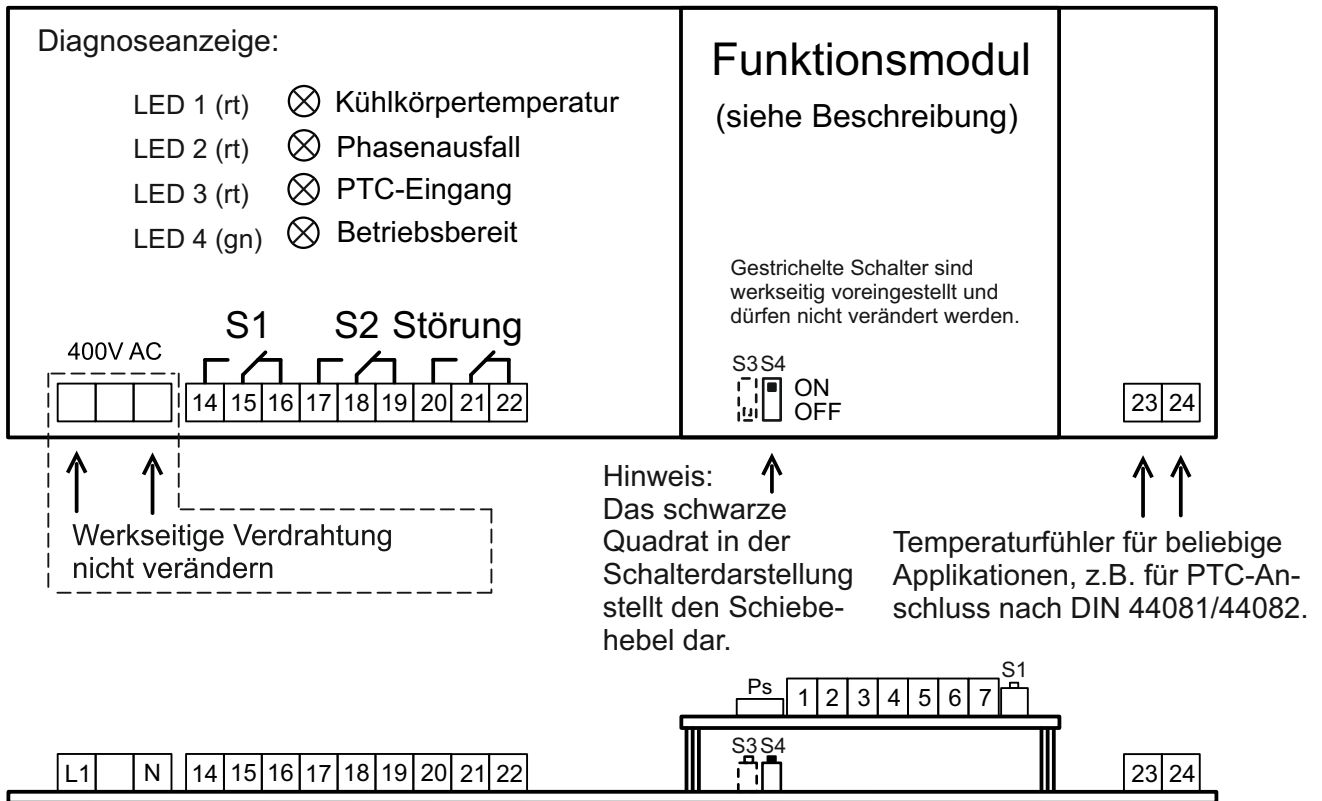 Diagnoseanzeige:
LED 1 (rt) Kühlkörpertemperatur
LED 2 (rt) Phasenausfall
LED 3 (rt) PTC-Eingang
LED 4 (gn) Betriebsbereit
Funktionsmodul
(siehe Beschreibung)
Gestrichelte Schalter sind
werkseitig voreingestellt und
dürfen nicht verändert werden.
S1 S2 Störung
400V AC
14 15 16 17 18 19 20 21 22
S3 S4
ON
OFF
23 24
Werkseitige Verdrahtung
nicht verändern
Hinweis:
Das schwarze
Quadrat in der
Schalterdarstellung
stellt den Schiebe-
hebel dar.
Temperaturfühler für beliebige
Applikationen, z.B. für PTC-An-
schluss nach DIN 44081/44082.
Ps 1 2 3 4 5 6 7 S1
S3 S4
L1 N 14 15 16 17 18 19 20 21 22
23 24